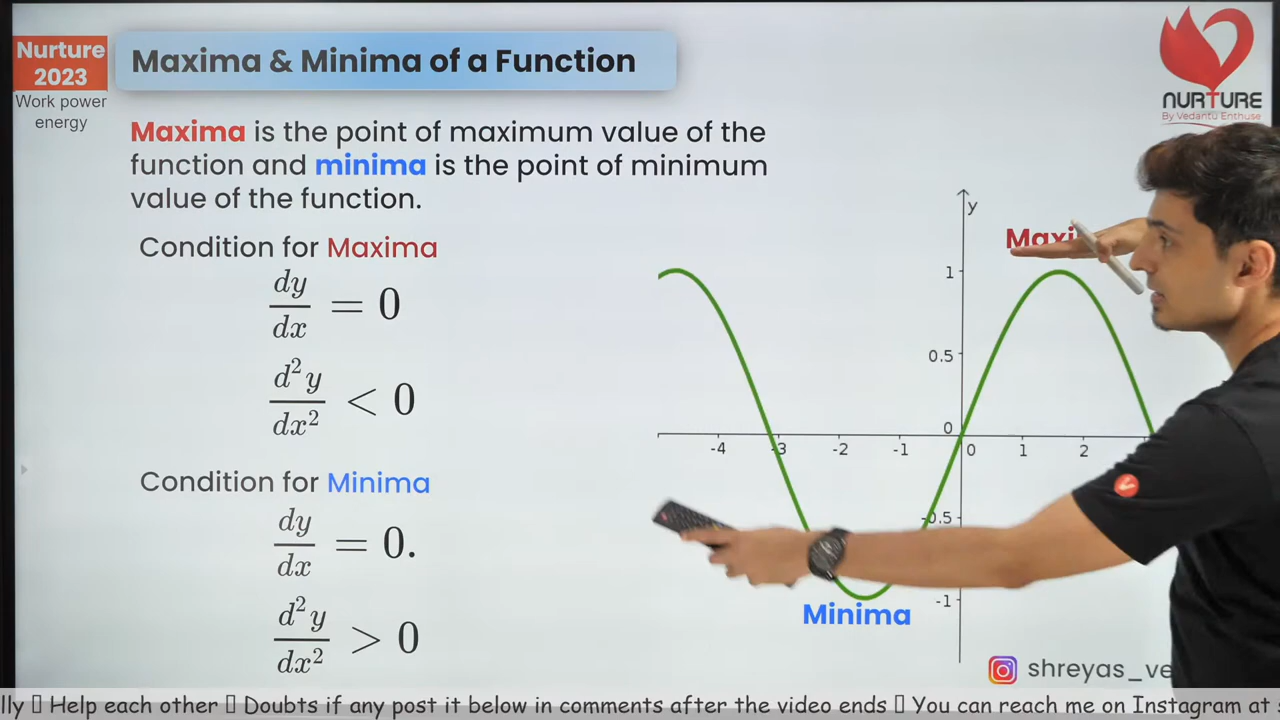 Nurture
2023
Work power
energy
Maxima & Minima of a Function
NURTURE
By Vedantu Enthuse
Maxima is the point of maximum value of the
function and minima is the point of minimum
value of the function.
Condition for Maxima
dy/dx = 0
d²y/dx² < 0
Condition for Minima
dy/dx = 0.
d²y/dx² > 0
y
1
0.5
0
-4 -3 -2 -1 0 1 2
-0.5
-1
Minima
shreyas_ve
lly Help each other Doubts if any post it below in comments after the video ends You can reach me on Instagram at